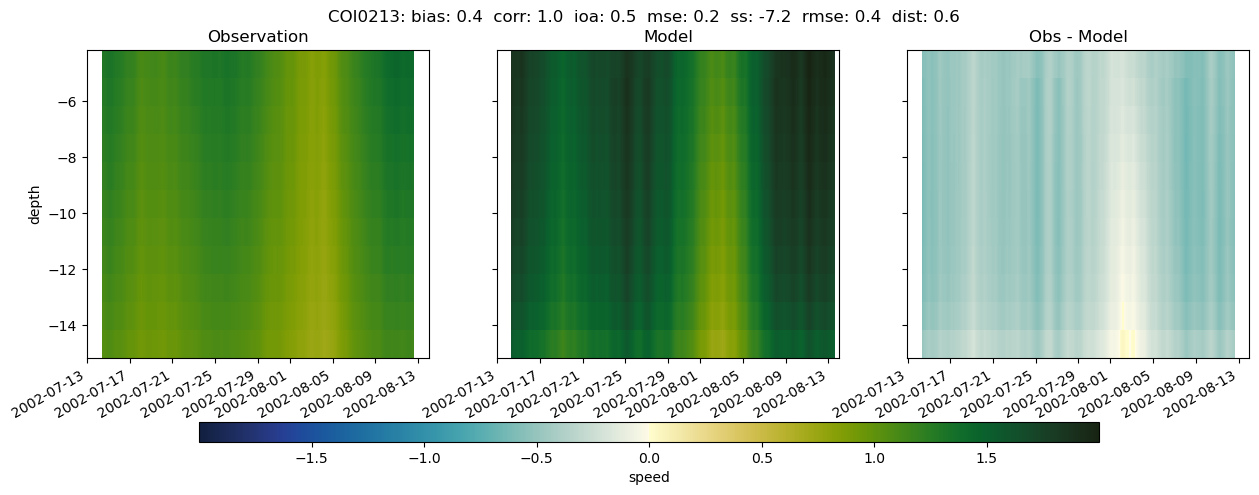 COI0213: bias: 0.4 corr: 1.0 ioa: 0.5 mse: 0.2 ss: -7.2 rmse: 0.4 dist: 0.6
Observation Model Obs - Model
depth
−6
−8
−10
−12
−14
2002-07-13 2002-07-17 2002-07-21 2002-07-25 2002-07-29 2002-08-01 2002-08-05 2002-08-09 2002-08-13
2002-07-13 2002-07-17 2002-07-21 2002-07-25 2002-07-29 2002-08-01 2002-08-05 2002-08-09 2002-08-13
2002-07-13 2002-07-17 2002-07-21 2002-07-25 2002-07-29 2002-08-01 2002-08-05 2002-08-09 2002-08-13
−1.5 −1.0 −0.5 0.0 0.5 1.0 1.5
speed